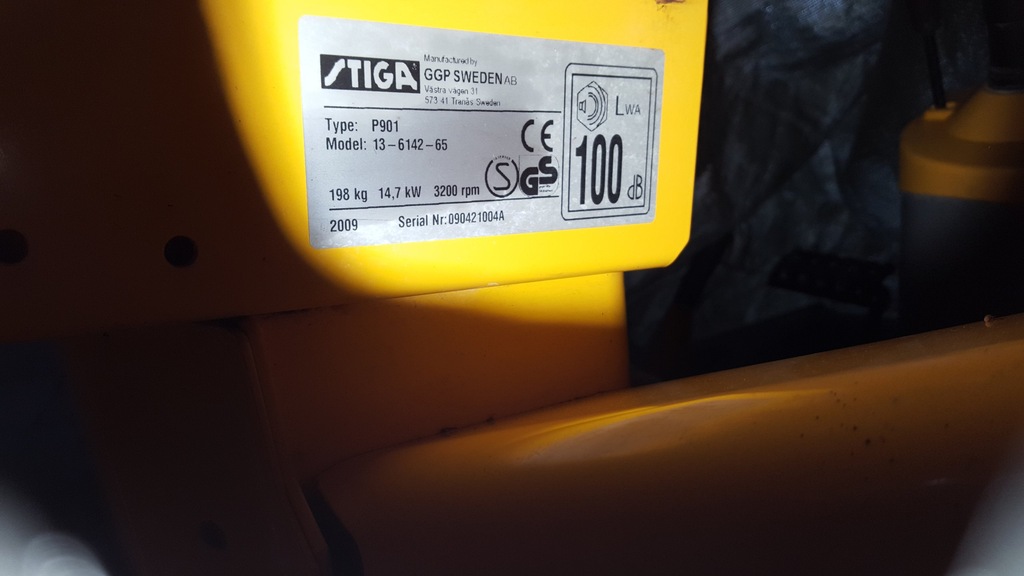 STIGA
Manufactured by
GGP SWEDEN AB
Västra vägen 31
573 41 Tranås Sweden
Type: P901
Model: 13-6142-65
198 kg 14,7 kW 3200 rpm
2009 Serial Nr: 090421004A
CE
S GS
LWA
100 dB